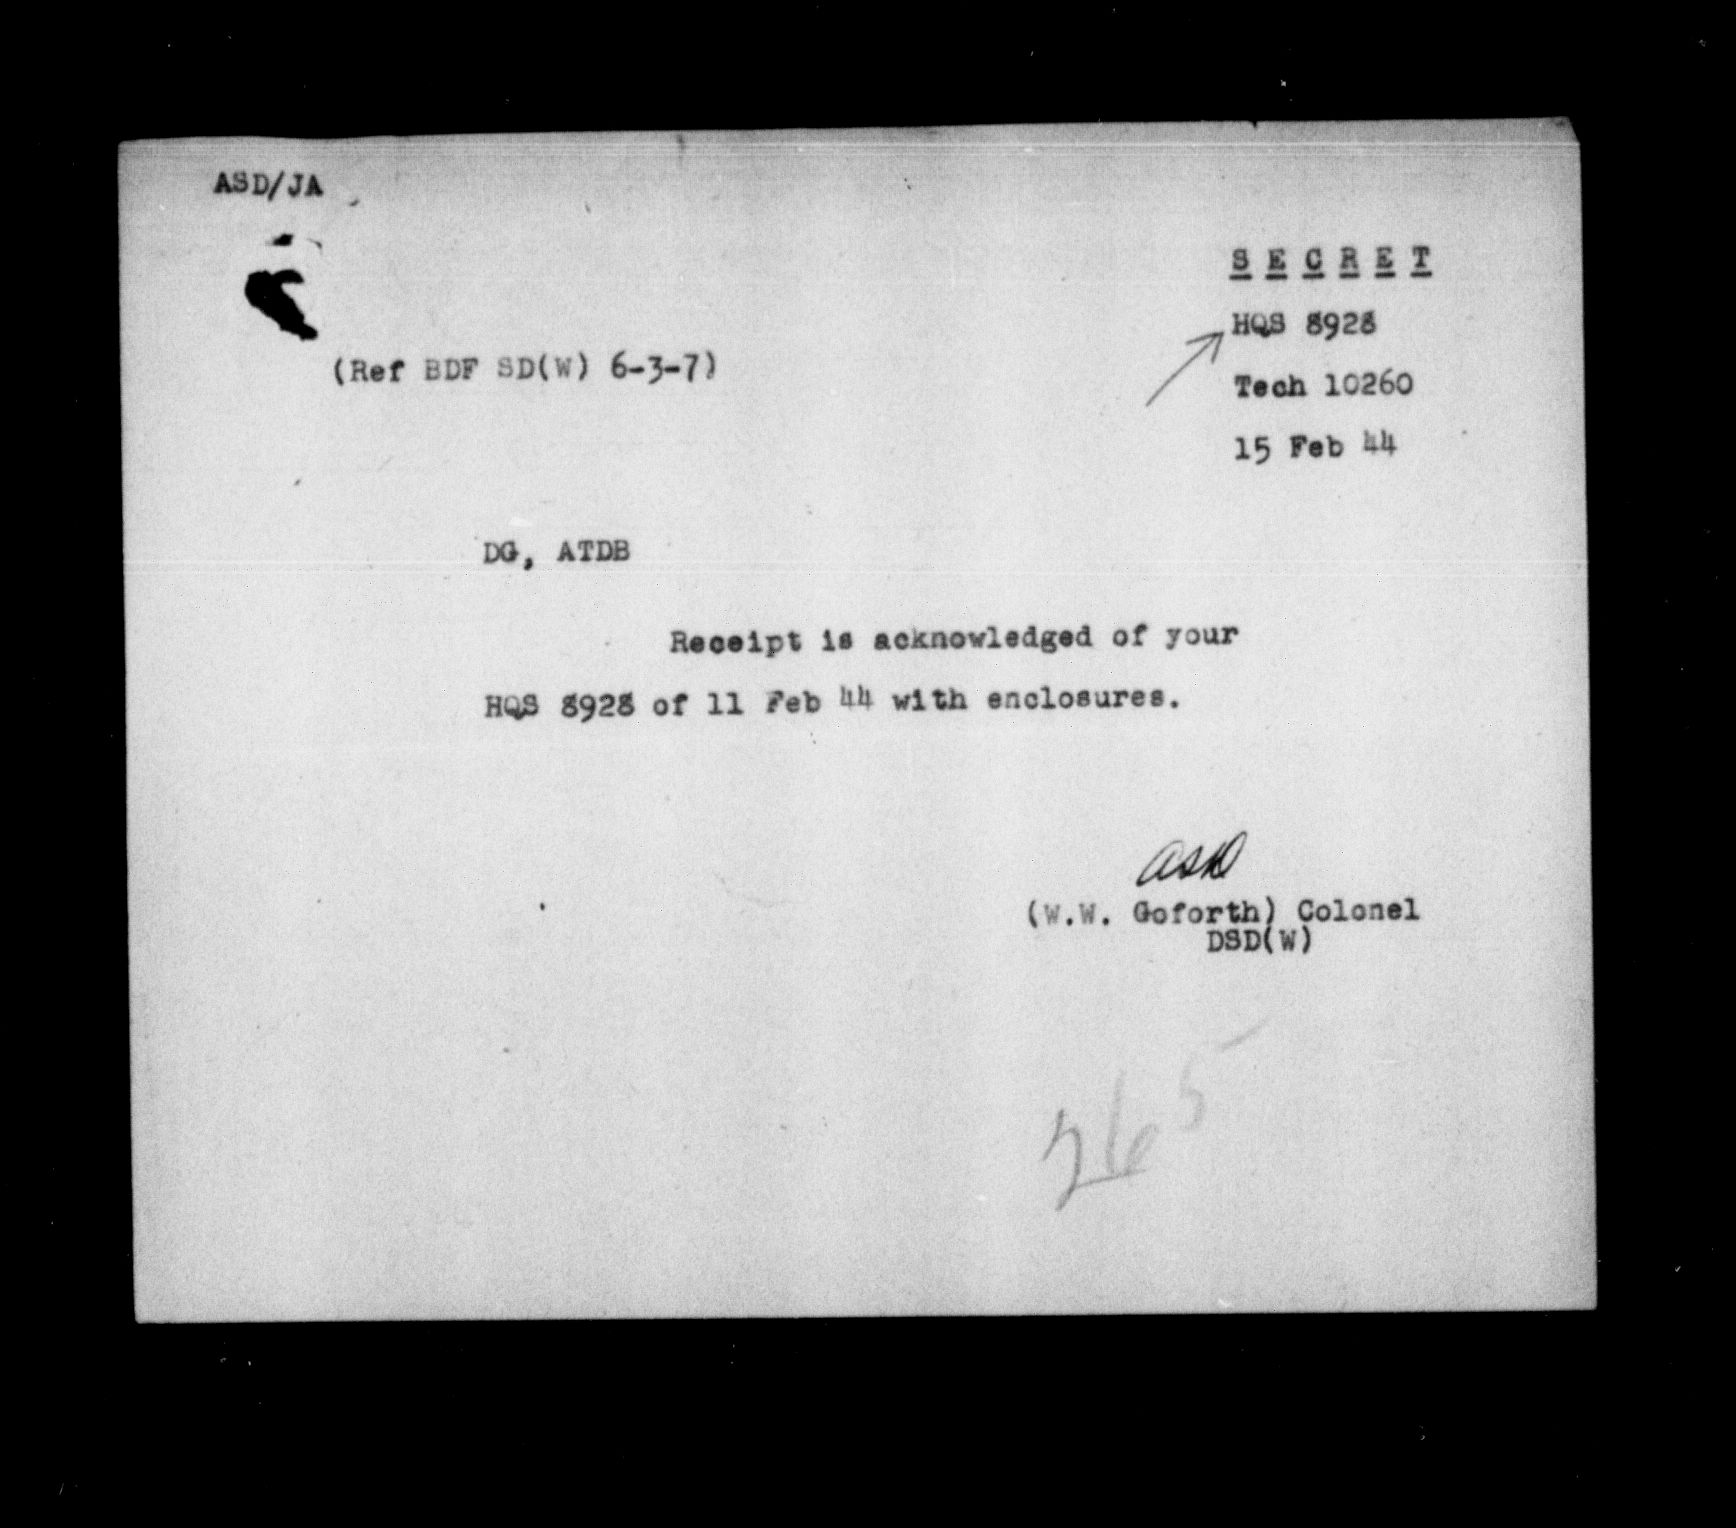 ASD/JA
S E C R E T
HQS 8928
(Ref BDF SD(W) 6-3-7)
Tech 10260
15 Feb 44
DG, ATDB
Receipt is acknowledged of your
HQS 8928 of 11 Feb 44 with enclosures.
ASD
(W.W. Goforth) Colonel
DSD(W)
265